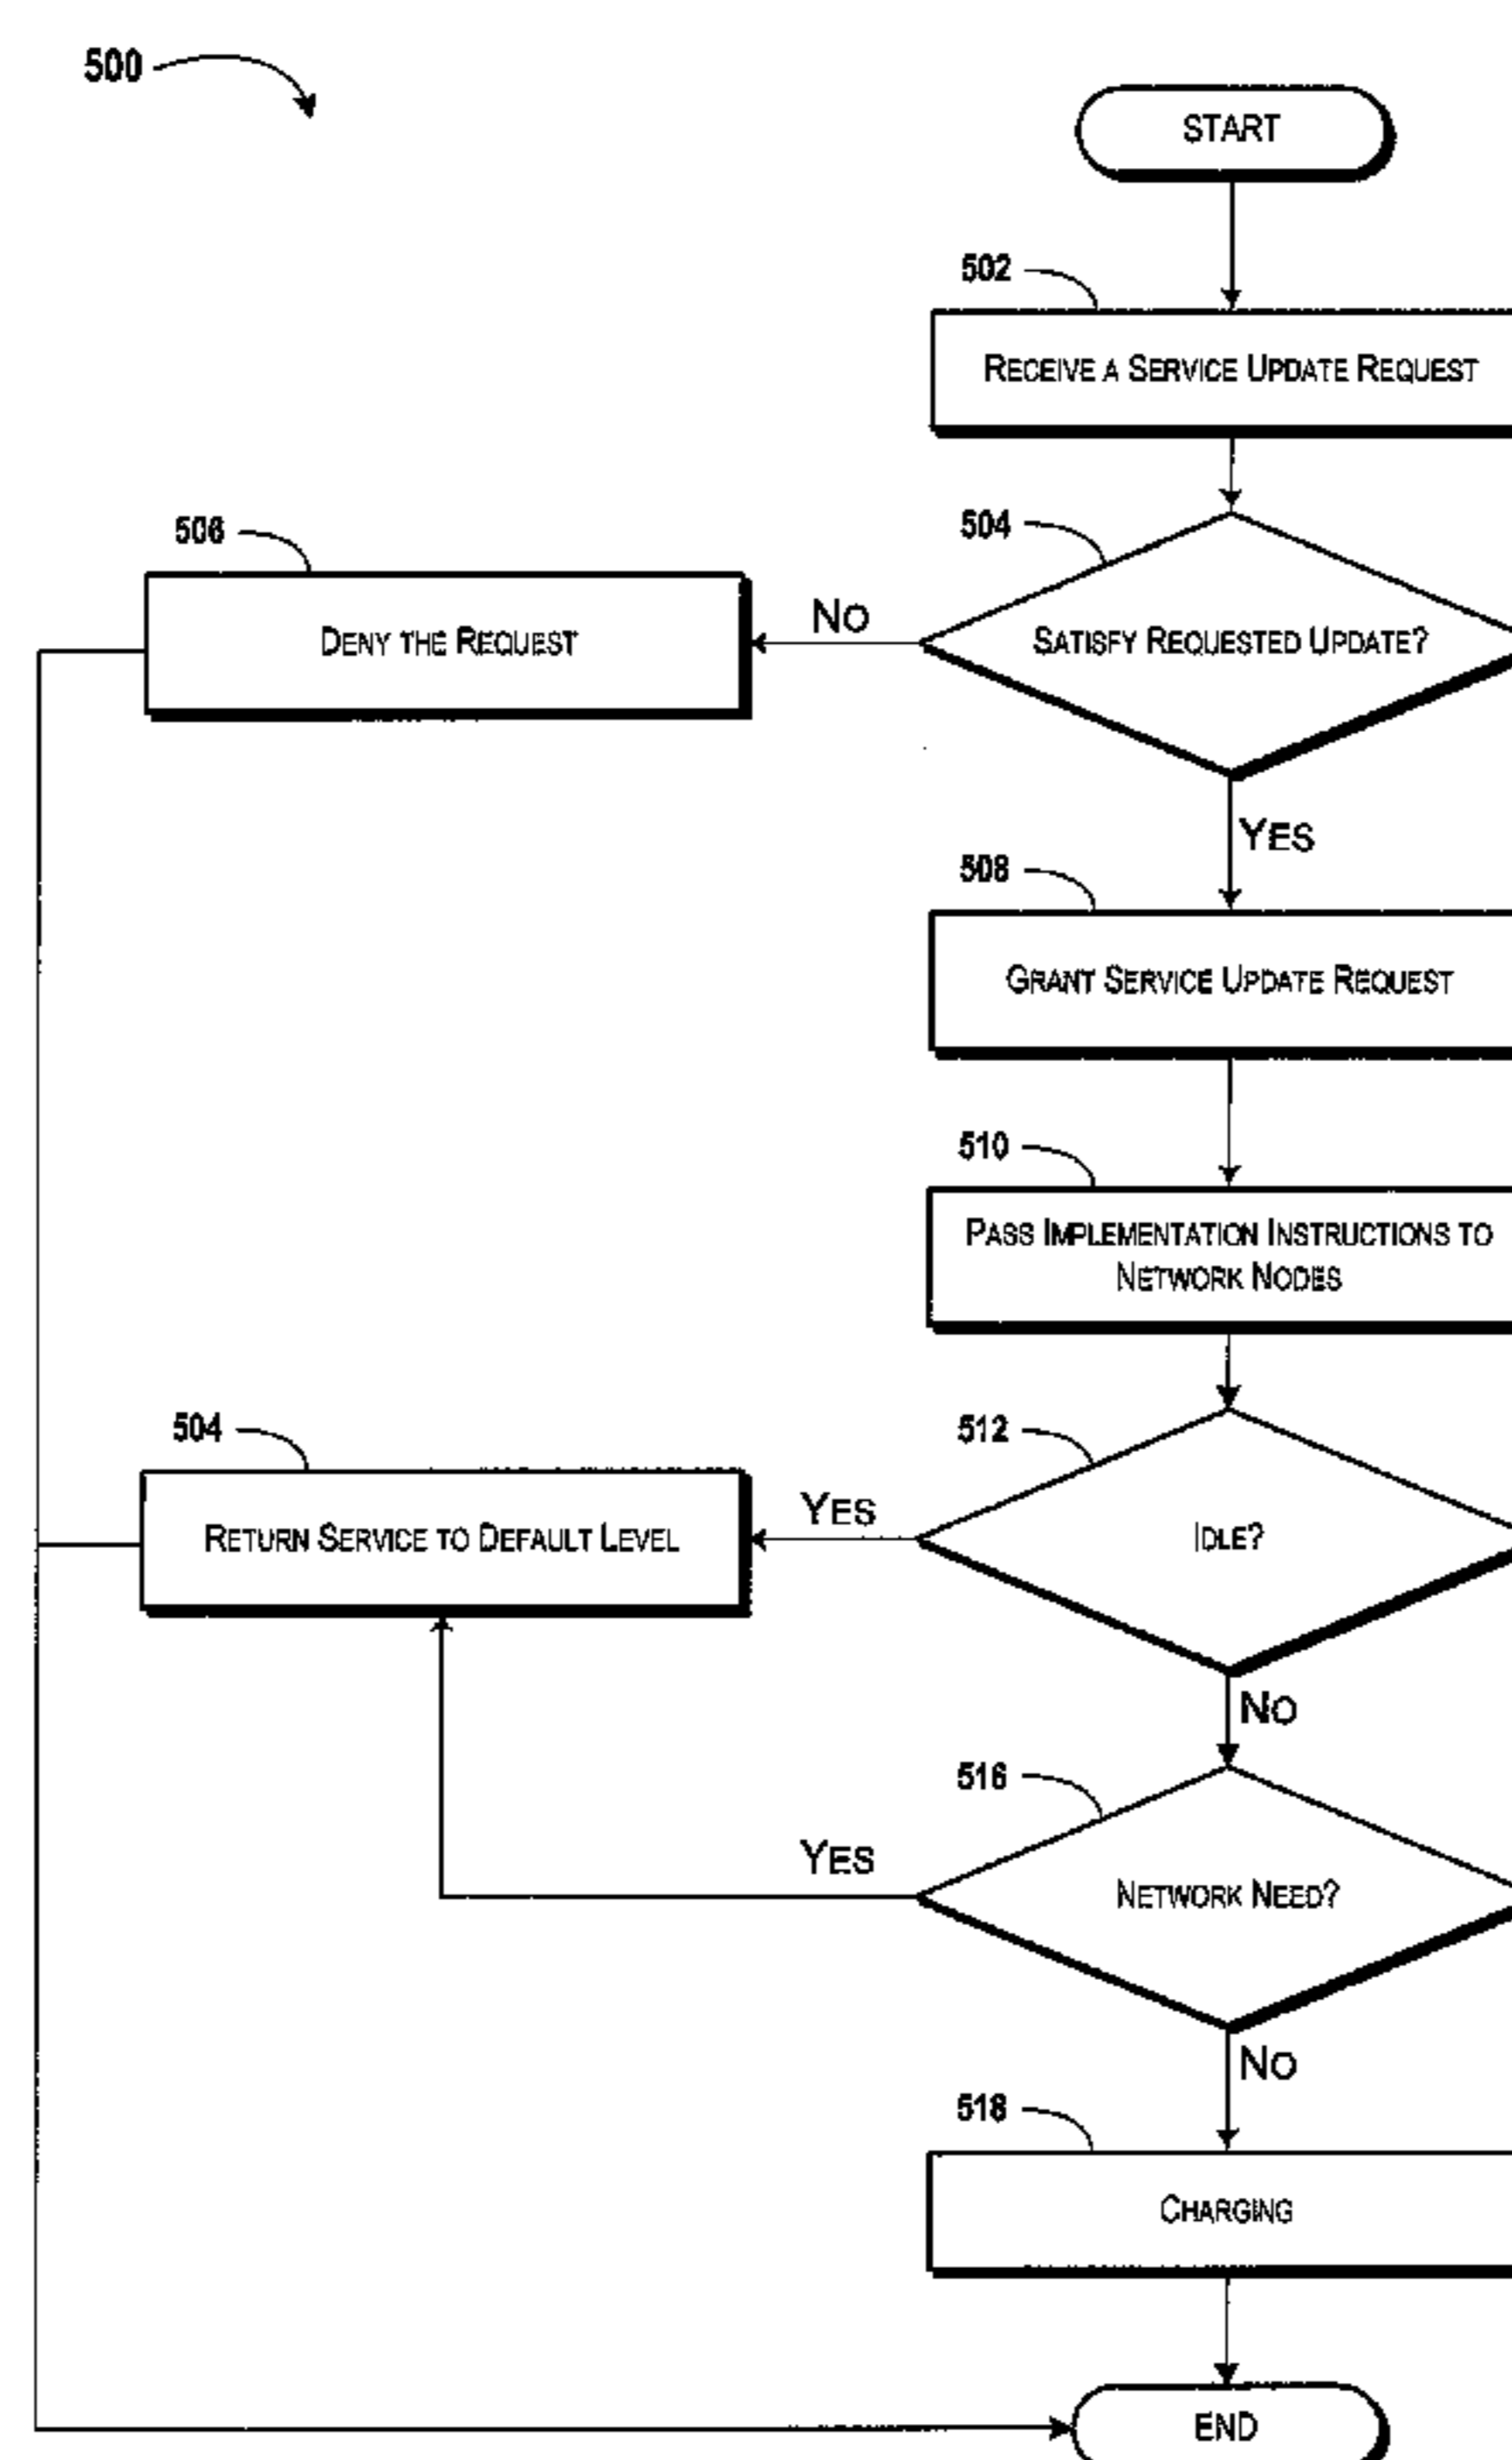 500
START
502
RECEIVE A SERVICE UPDATE REQUEST
504
SATISFY REQUESTED UPDATE?
NO
506
DENY THE REQUEST
YES
508
GRANT SERVICE UPDATE REQUEST
510
PASS IMPLEMENTATION INSTRUCTIONS TO
NETWORK NODES
512
IDLE?
YES
504
RETURN SERVICE TO DEFAULT LEVEL
NO
516
NETWORK NEED?
YES
NO
518
CHARGING
END